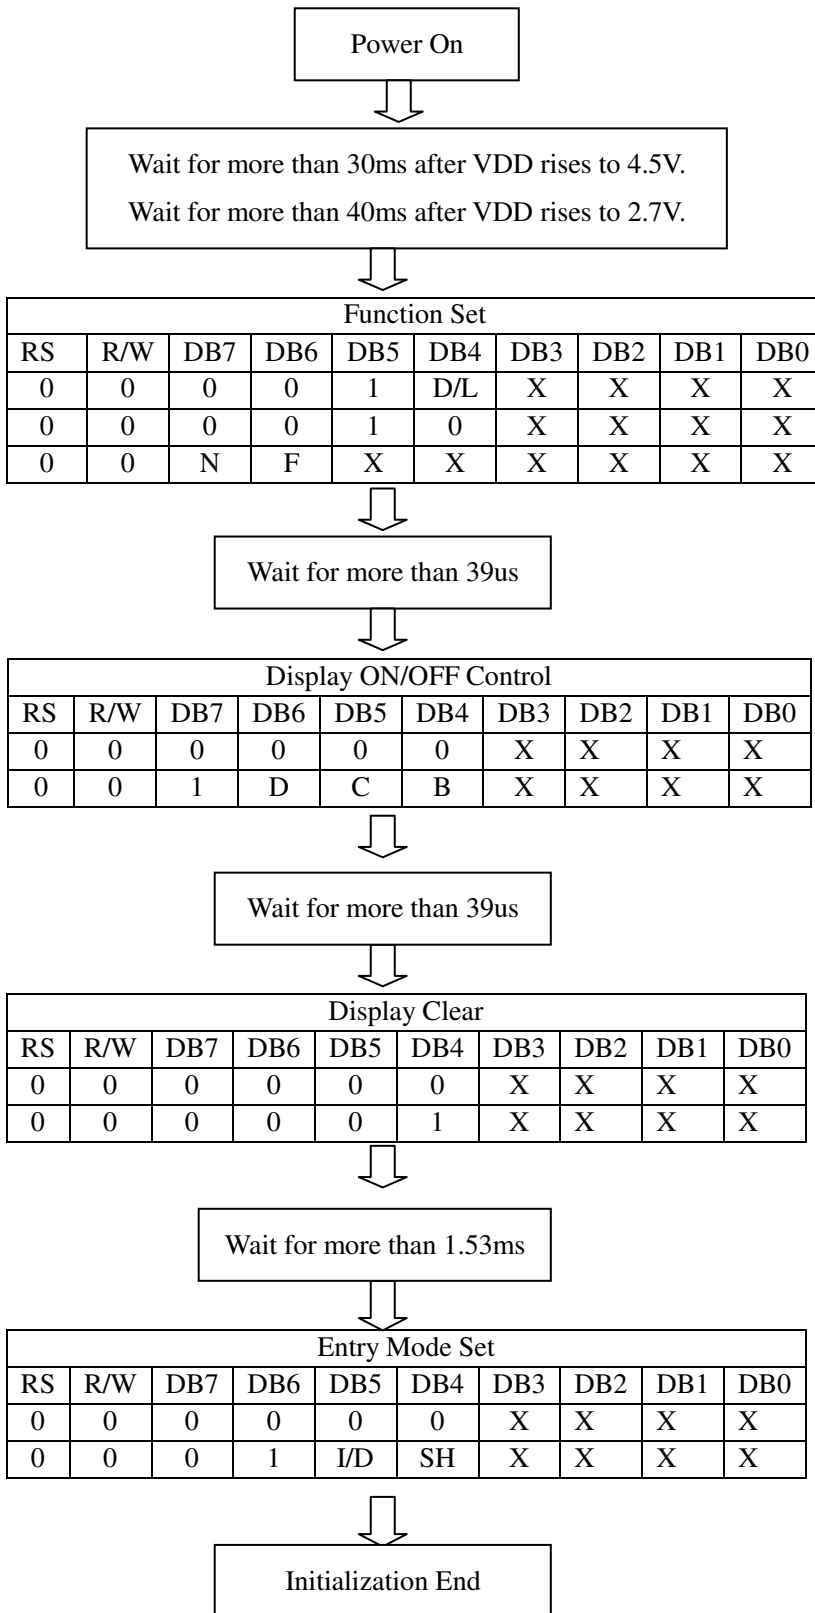 Power On
Wait for more than 30ms after VDD rises to 4.5V.
Wait for more than 40ms after VDD rises to 2.7V.
Function Set
RS R/W DB7 DB6 DB5 DB4 DB3 DB2 DB1 DB0
0 0 0 0 1 D/L X X X X
0 0 0 0 1 0 X X X X
0 0 N F X X X X X X
Wait for more than 39us
Display ON/OFF Control
RS R/W DB7 DB6 DB5 DB4 DB3 DB2 DB1 DB0
0 0 0 0 0 0 X X X X
0 0 1 D C B X X X X
Wait for more than 39us
Display Clear
RS R/W DB7 DB6 DB5 DB4 DB3 DB2 DB1 DB0
0 0 0 0 0 0 X X X X
0 0 0 0 0 1 X X X X
Wait for more than 1.53ms
Entry Mode Set
RS R/W DB7 DB6 DB5 DB4 DB3 DB2 DB1 DB0
0 0 0 0 0 0 X X X X
0 0 0 1 I/D SH X X X X
Initialization End